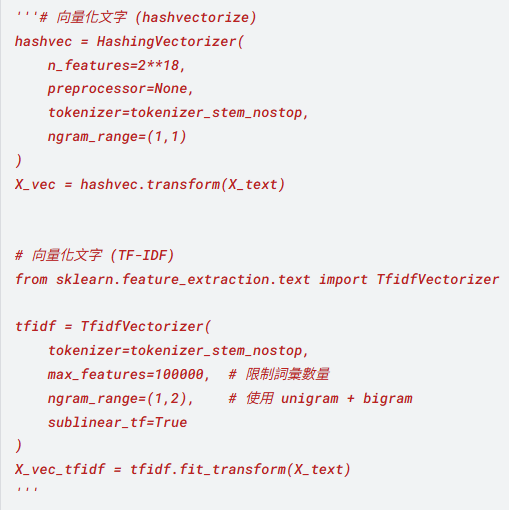 '''# 向量化文字 (hashvectorize)
hashvec = HashingVectorizer(
    n_features=2**18,
    preprocessor=None,
    tokenizer=tokenizer_stem_nostop,
    ngram_range=(1,1)
)
X_vec = hashvec.transform(X_text)


# 向量化文字 (TF-IDF)
from sklearn.feature_extraction.text import TfidfVectorizer

tfidf = TfidfVectorizer(
    tokenizer=tokenizer_stem_nostop,
    max_features=100000,  # 限制詞彙數量
    ngram_range=(1,2),    # 使用 unigram + bigram
    sublinear_tf=True
)
X_vec_tfidf = tfidf.fit_transform(X_text)
'''